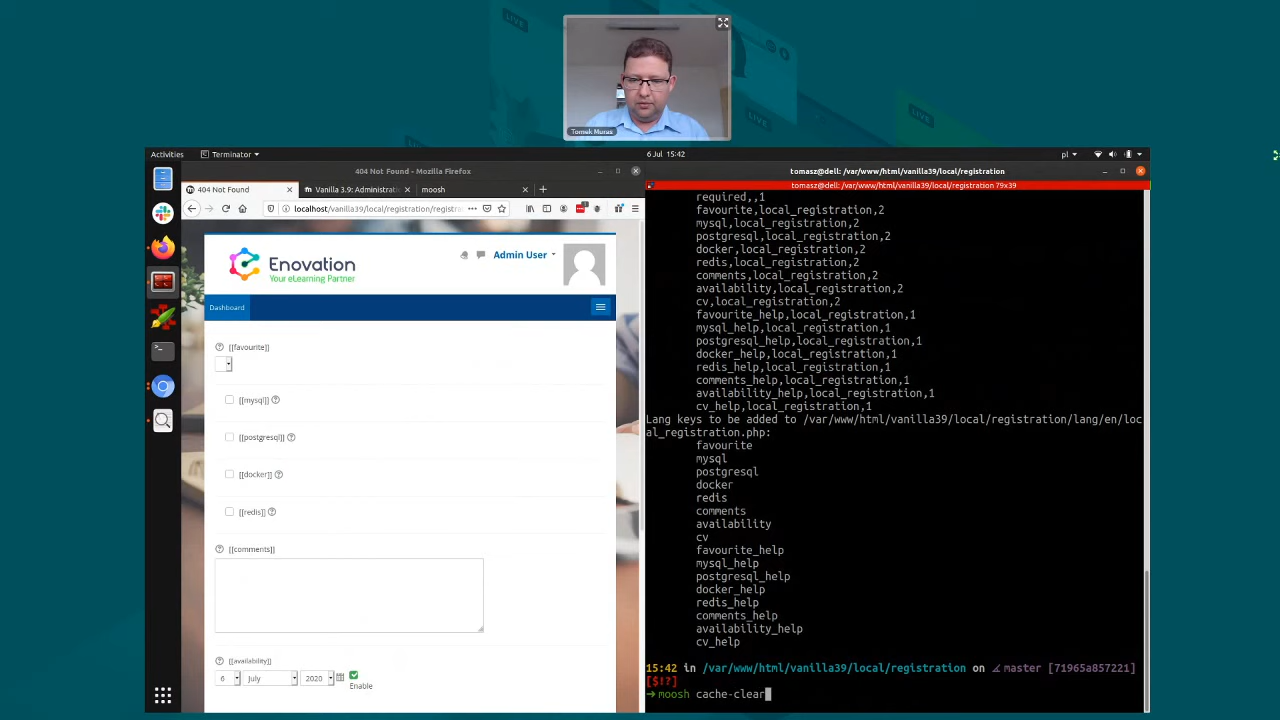 LIVE
LIVE
LIVE
Tomek Muras
Activities
Terminator
6 Jul 15:42
pl
404 Not Found - Mozilla Firefox
404 Not Found
Vanilla 3.9: Administrati
moosh
localhost/vanilla39/local/registration/registr
Enovation
Your eLearning Partner
Admin User
Dashboard
[[favourite]]
[[mysql]]
[[postgresql]]
[[docker]]
[[redis]]
[[comments]]
[[availability]]
6 July 2020
Enable
tomasz@dell: /var/www/html/vanilla39/local/registration
tomasz@dell: /var/www/html/vanilla39/local/registration 79x39
required,,1
favourite,local_registration,2
mysql,local_registration,2
postgresql,local_registration,2
docker,local_registration,2
redis,local_registration,2
comments,local_registration,2
availability,local_registration,2
cv,local_registration,2
favourite_help,local_registration,1
mysql_help,local_registration,1
postgresql_help,local_registration,1
docker_help,local_registration,1
redis_help,local_registration,1
comments_help,local_registration,1
availability_help,local_registration,1
cv_help,local_registration,1
Lang keys to be added to /var/www/html/vanilla39/local/registration/lang/en/loc
al_registration.php:
favourite
mysql
postgresql
docker
redis
comments
availability
cv
favourite_help
mysql_help
postgresql_help
docker_help
redis_help
comments_help
availability_help
cv_help
15:42 in /var/www/html/vanilla39/local/registration on master [71965a857221]
[$!?]
➜ moosh cache-clear